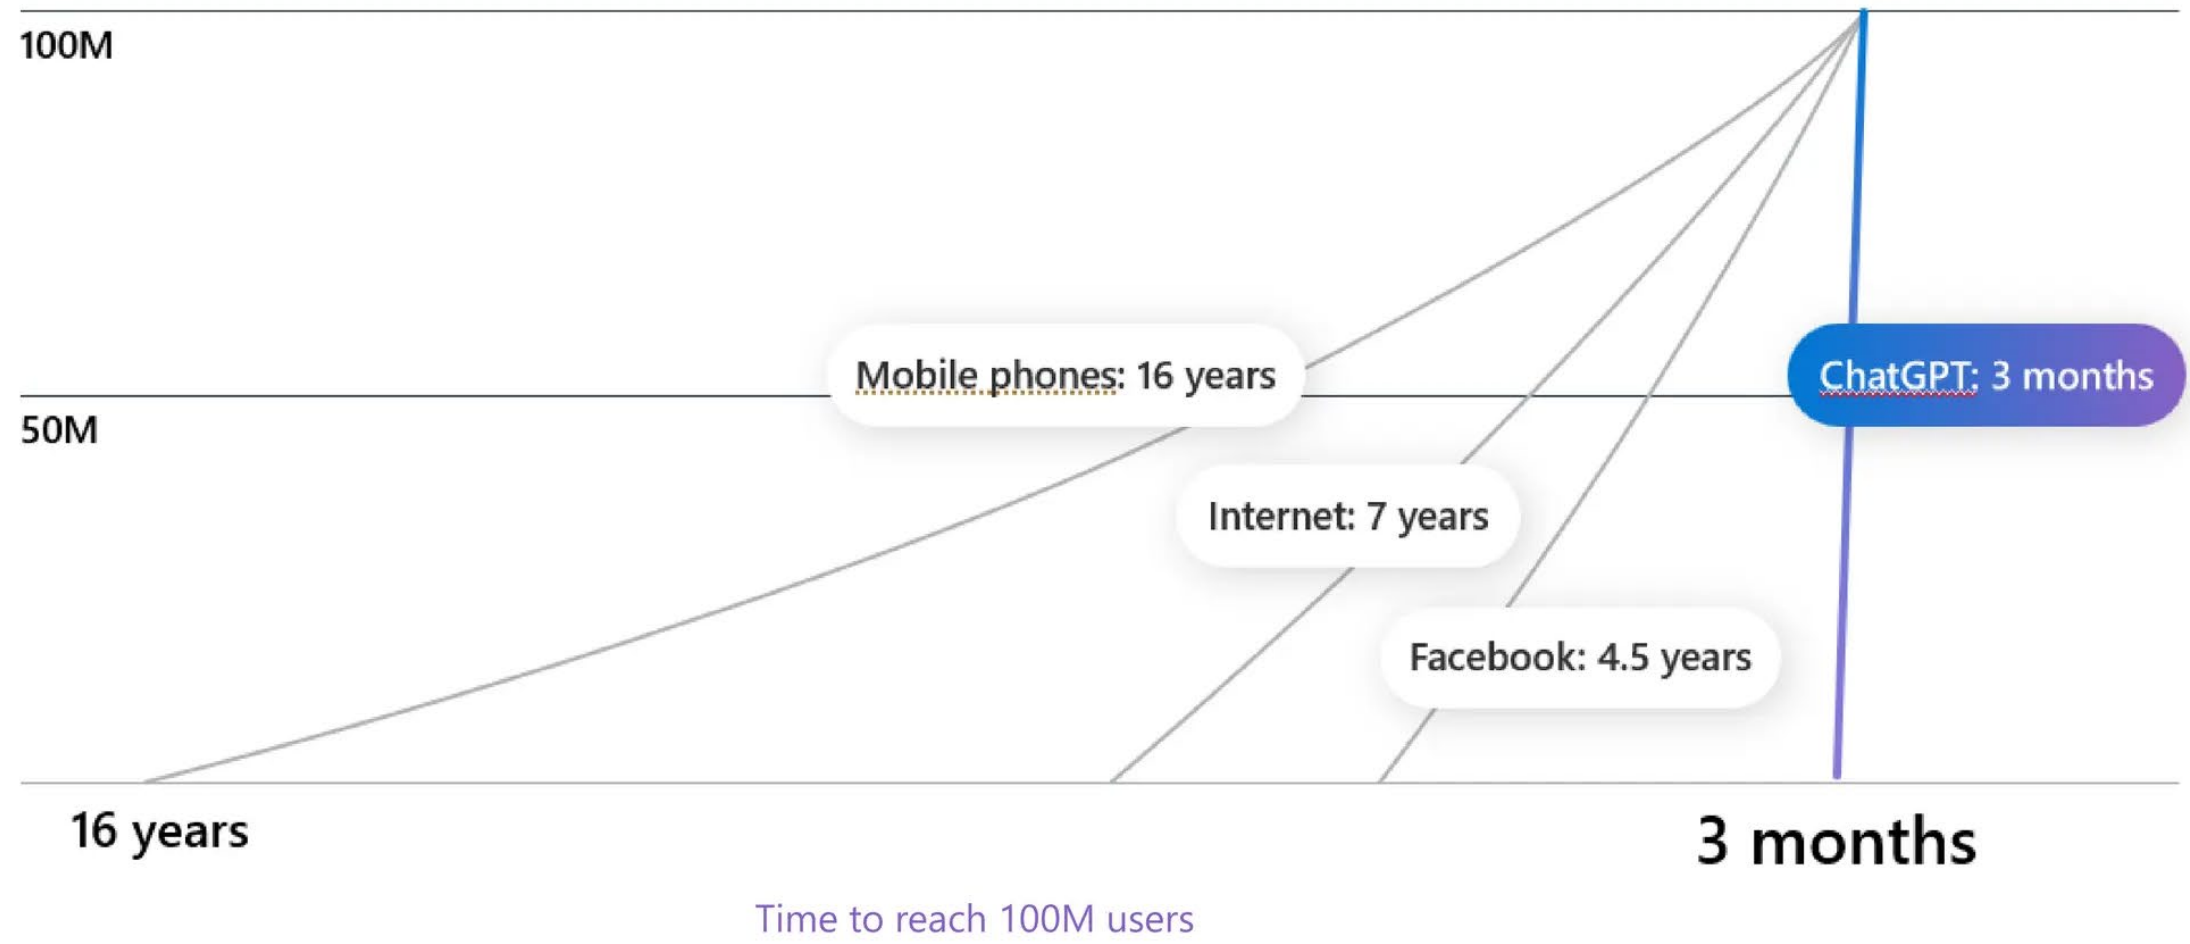 100M
Mobile phones: 16 years
ChatGPT: 3 months
50M
Internet: 7 years
Facebook: 4.5 years
16 years
3 months
Time to reach 100M users